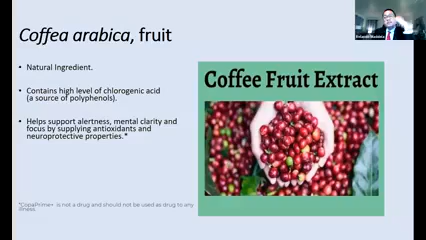 Coffea arabica, fruit
• Natural Ingredient.
• Contains high level of chlorogenic acid
(a source of polyphenols).
• Helps support alertness, mental clarity and
focus by supplying antioxidants and
neuroprotective properties.*
*CopaPrime+ is not a drug and should not be used as drug to any
illness.
Coffee Fruit Extract